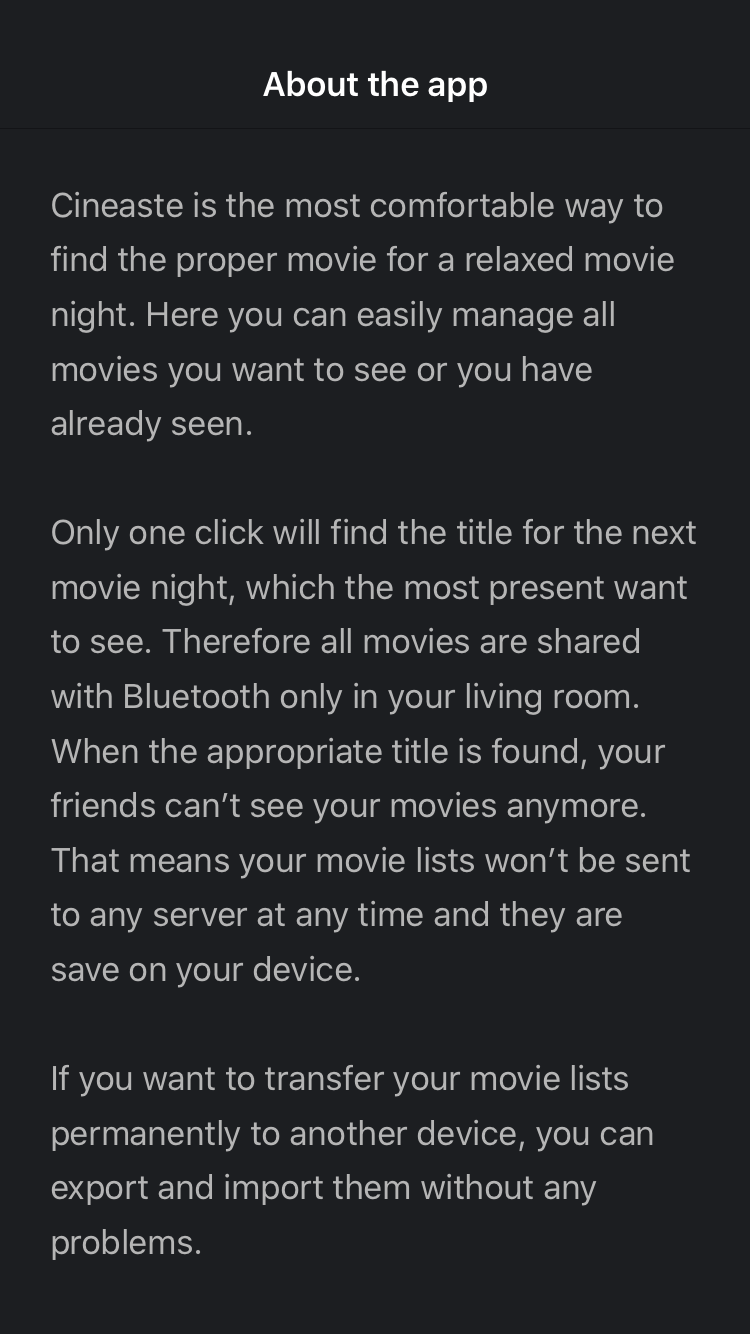 About the app
Cineaste is the most comfortable way to
find the proper movie for a relaxed movie
night. Here you can easily manage all
movies you want to see or you have
already seen.
Only one click will find the title for the next
movie night, which the most present want
to see. Therefore all movies are shared
with Bluetooth only in your living room.
When the appropriate title is found, your
friends can’t see your movies anymore.
That means your movie lists won’t be sent
to any server at any time and they are
save on your device.
If you want to transfer your movie lists
permanently to another device, you can
export and import them without any
problems.